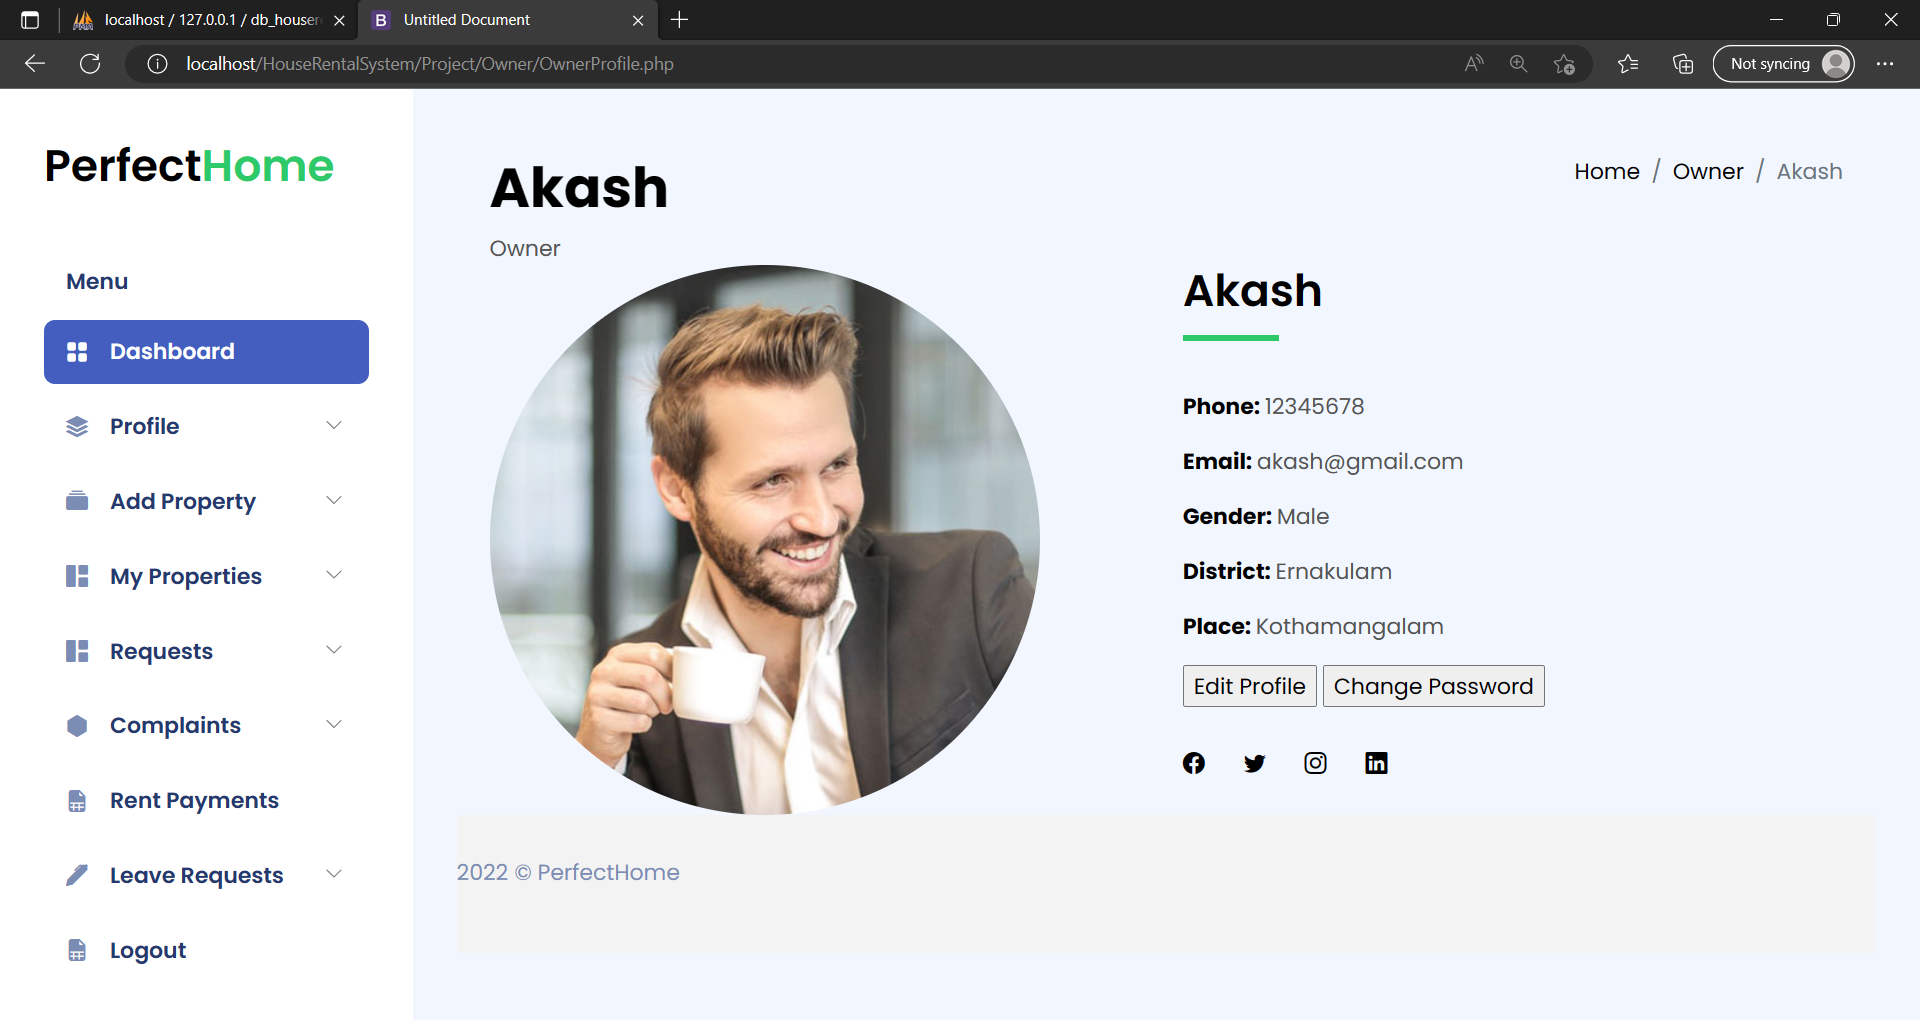 localhost / 127.0.0.1 / db_houser
Untitled Document
localhost/HouseRentalSystem/Project/Owner/OwnerProfile.php
Not syncing
PerfectHome
Menu
Dashboard
Profile
Add Property
My Properties
Requests
Complaints
Rent Payments
Leave Requests
Logout
Akash
Owner
Home / Owner / Akash
Akash
Phone: 12345678
Email: akash@gmail.com
Gender: Male
District: Ernakulam
Place: Kothamangalam
Edit Profile Change Password
2022 © PerfectHome